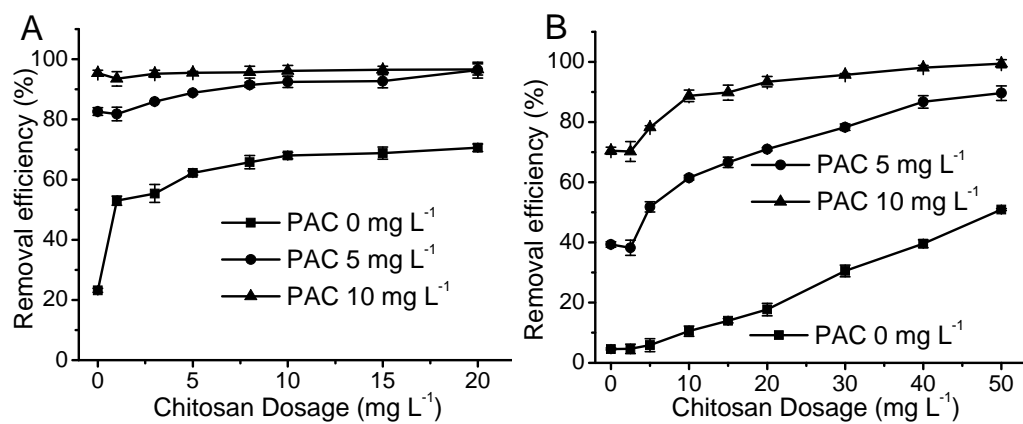 A
Removal efficiency (%)
100
80
60
40
20
0
PAC 0 mg L⁻¹
PAC 5 mg L⁻¹
PAC 10 mg L⁻¹
0 5 10 15 20
Chitosan Dosage (mg L⁻¹)
B
Removal efficiency (%)
100
80
60
40
20
0
PAC 5 mg L⁻¹
PAC 10 mg L⁻¹
PAC 0 mg L⁻¹
0 10 20 30 40 50
Chitosan Dosage (mg L⁻¹)